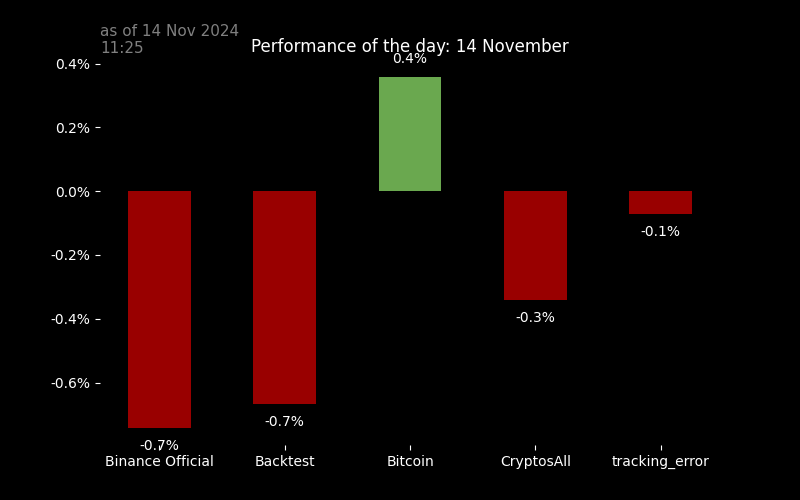 as of 14 Nov 2024
11:25
Performance of the day: 14 November
0.4%
0.4%
0.2%
0.0%
-0.2%
-0.4%
-0.6%
-0.1%
-0.3%
-0.7%
-0.7%
Binance Official
Backtest
Bitcoin
CryptosAll
tracking_error